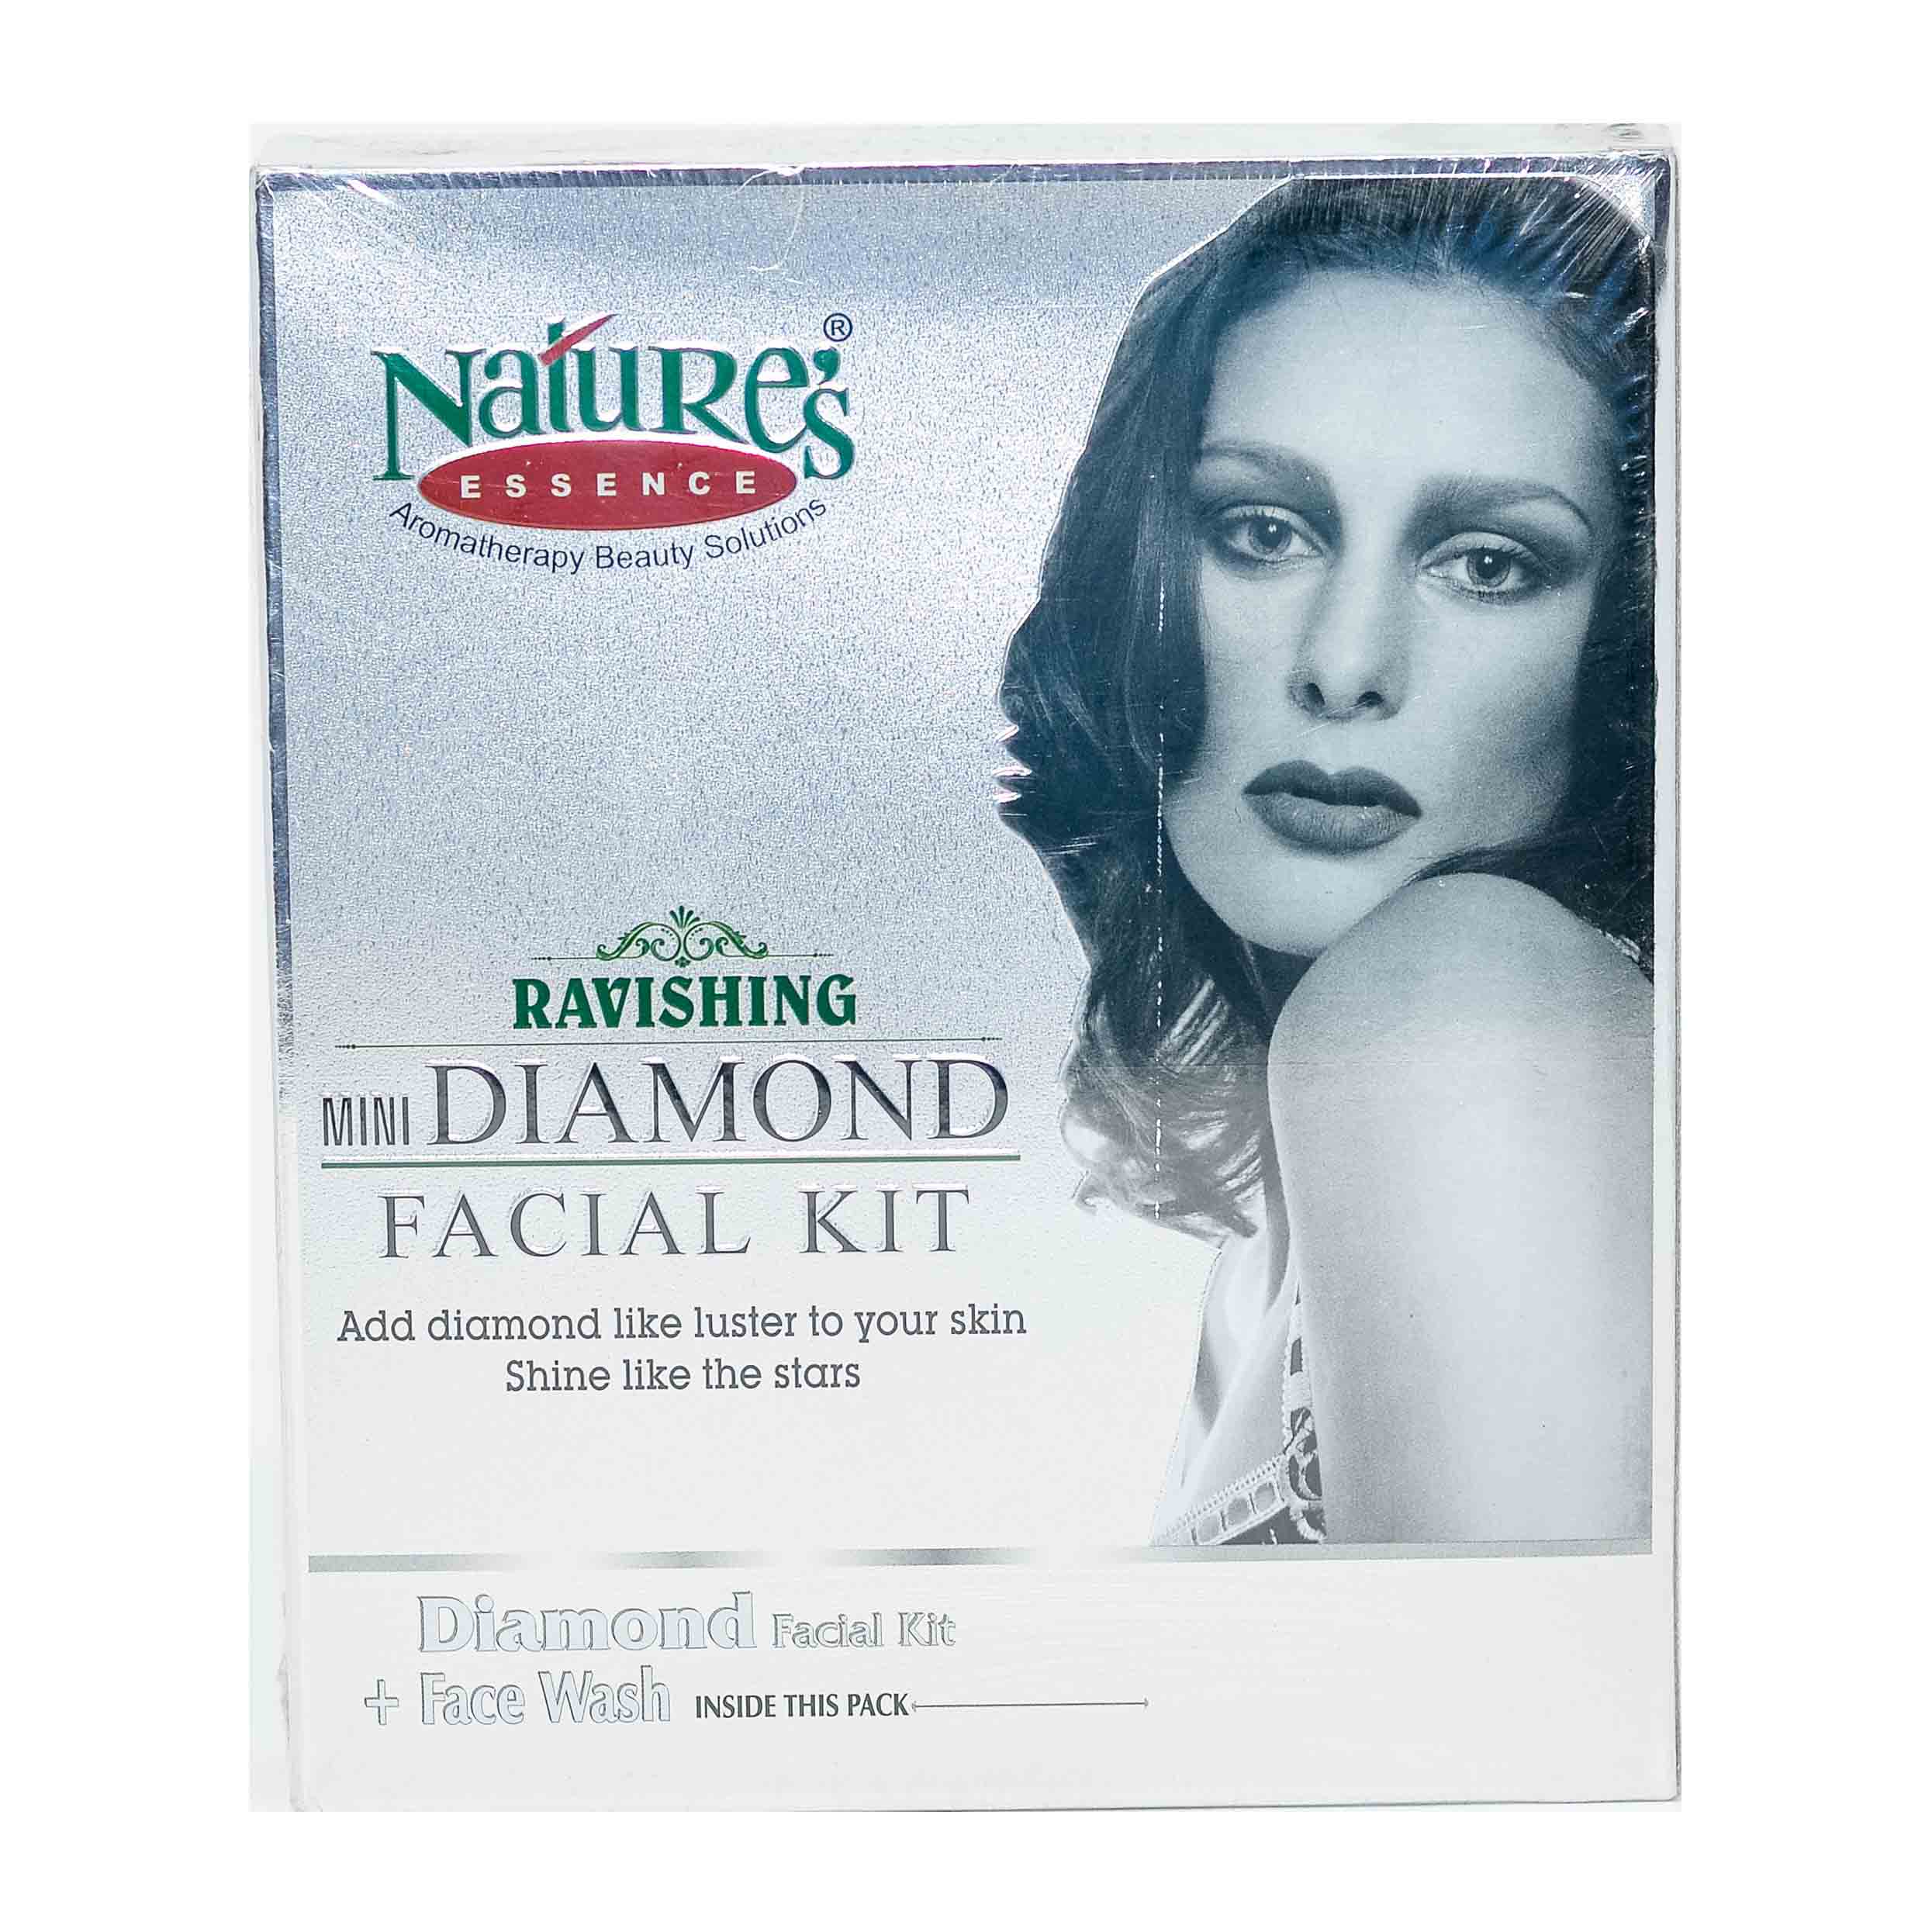 Nature's®
ESSENCE
Aromatherapy Beauty Solutions
RAVISHING
MINI DIAMOND
FACIAL KIT
Add diamond like luster to your skin
Shine like the stars
Diamond Facial Kit
+ Face Wash INSIDE THIS PACK